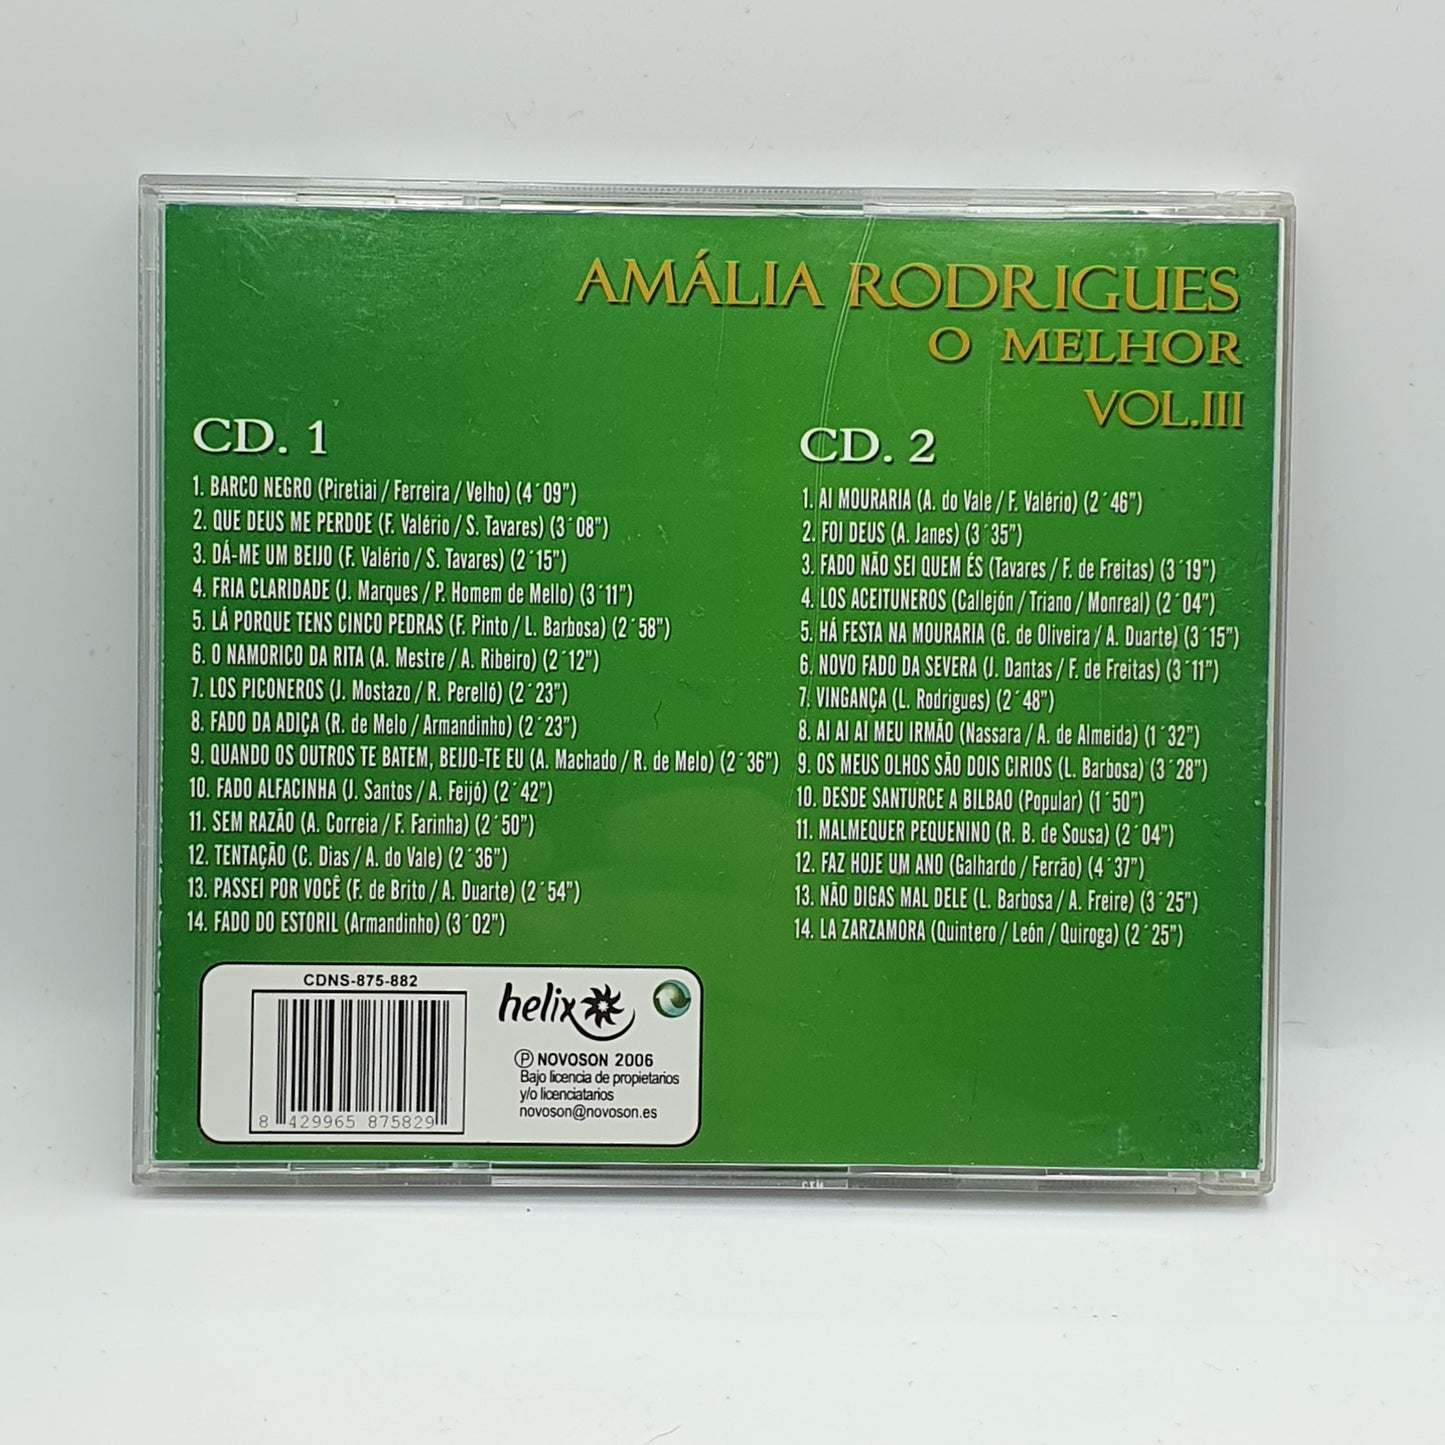 AMÁLIA RODRIGUES
O MELHOR
VOL.III
CD. 1
1. BARCO NEGRO (Piretiai / Ferreira / Velho) (4´09")
2. QUE DEUS ME PERDOE (F. Valério / S. Tavares) (3´08")
3. DÁ-ME UM BEIJO (F. Valério / S. Tavares) (2´15")
4. FRIA CLARIDADE (J. Marques / P. Homem de Mello) (3´11")
5. LÁ PORQUE TENS CINCO PEDRAS (F. Pinto / L. Barbosa) (2´58")
6. O NAMORICO DA RITA (A. Mestre / A. Ribeiro) (2´12")
7. LOS PICONEROS (J. Mostazo / R. Perelló) (2´23")
8. FADO DA ADIÇA (R. de Melo / Armandinho) (2´23")
9. QUANDO OS OUTROS TE BATEM, BEIJO-TE EU (A. Machado / R. de Melo) (2´36")
10. FADO ALFACINHA (J. Santos / A. Feijó) (2´42")
11. SEM RAZÃO (A. Correia / F. Farinha) (2´50")
12. TENTAÇÃO (C. Dias / A. do Vale) (2´36")
13. PASSEI POR VOCÊ (F. de Brito / A. Duarte) (2´54")
14. FADO DO ESTORIL (Armandinho) (3´02")
CD. 2
1. AI MOURARIA (A. do Vale / F. Valério) (2´46")
2. FOI DEUS (A. Janes) (3´35")
3. FADO NÃO SEI QUEM ÉS (Tavares / F. de Freitas) (3´19")
4. LOS ACEITUNEROS (Callejón / Triano / Monreal) (2´04")
5. HÁ FESTA NA MOURARIA (G. de Oliveira / A. Duarte) (3´15")
6. NOVO FADO DA SEVERA (J. Dantas / F. de Freitas) (3´11")
7. VINGANÇA (L. Rodrigues) (2´48")
8. AI AI AI MEU IRMÃO (Nassara / A. de Almeida) (1´32")
9. OS MEUS OLHOS SÃO DOIS CIRIOS (L. Barbosa) (3´28")
10. DESDE SANTURCE A BILBAO (Popular) (1´50")
11. MALMEQUER PEQUENINO (R. B. de Sousa) (2´04")
12. FAZ HOJE UM ANO (Galhardo / Ferrão) (4´37")
13. NÃO DIGAS MAL DELE (L. Barbosa / A. Freire) (3´25")
14. LA ZARZAMORA (Quintero / León / Quiroga) (2´25")
CDNS-875-882
8 429965 875829
helix
Ⓟ NOVOSON 2006
Bajo licencia de propietarios
y/o licenciatarios
novoson@novoson.es